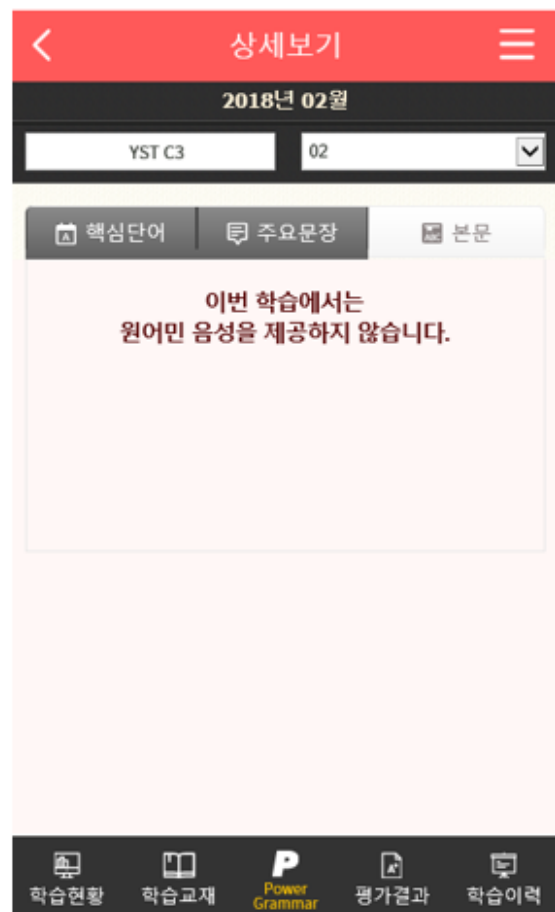 상세보기
2018년 02월
YST C3
02
핵심단어
주요문장
본문
이번 학습에서는
원어민 음성을 제공하지 않습니다.
학습현황
학습교재
P
Power
Grammar
평가결과
학습이력